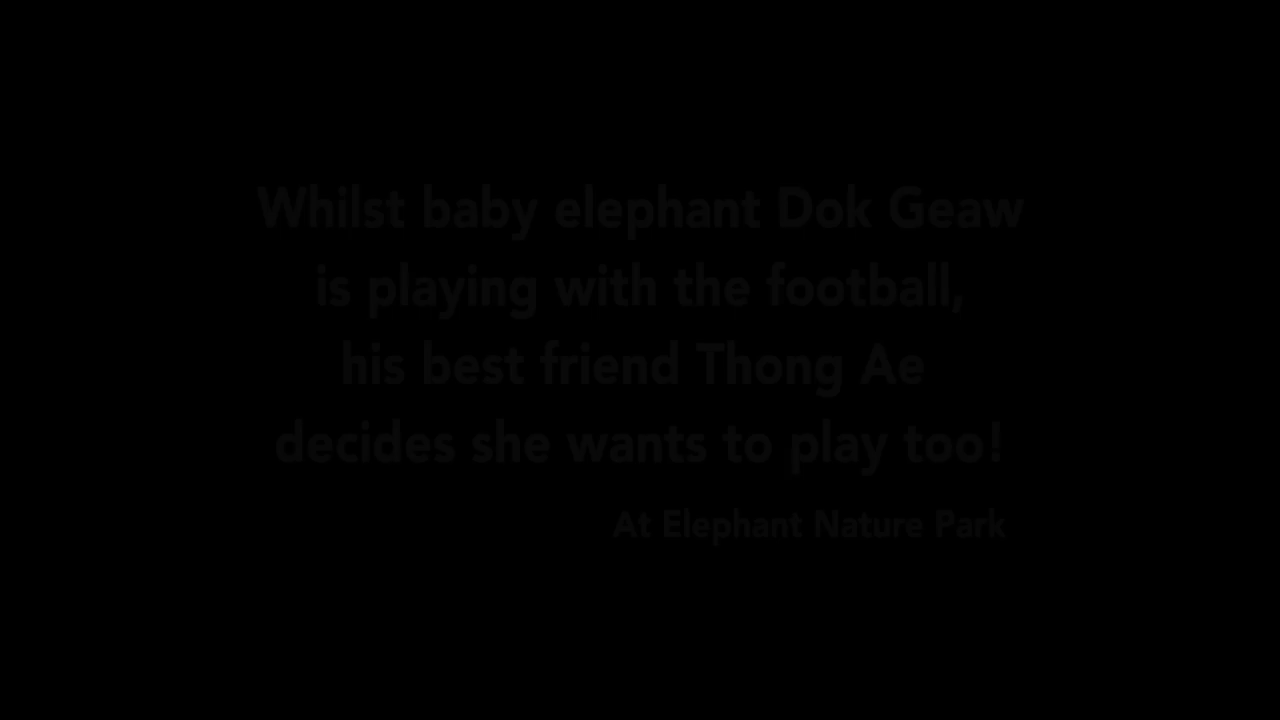 Whilst baby elephant Dok Geaw
is playing with the football,
his best friend Thong Ae
decides she wants to play too!
At Elephant Nature Park